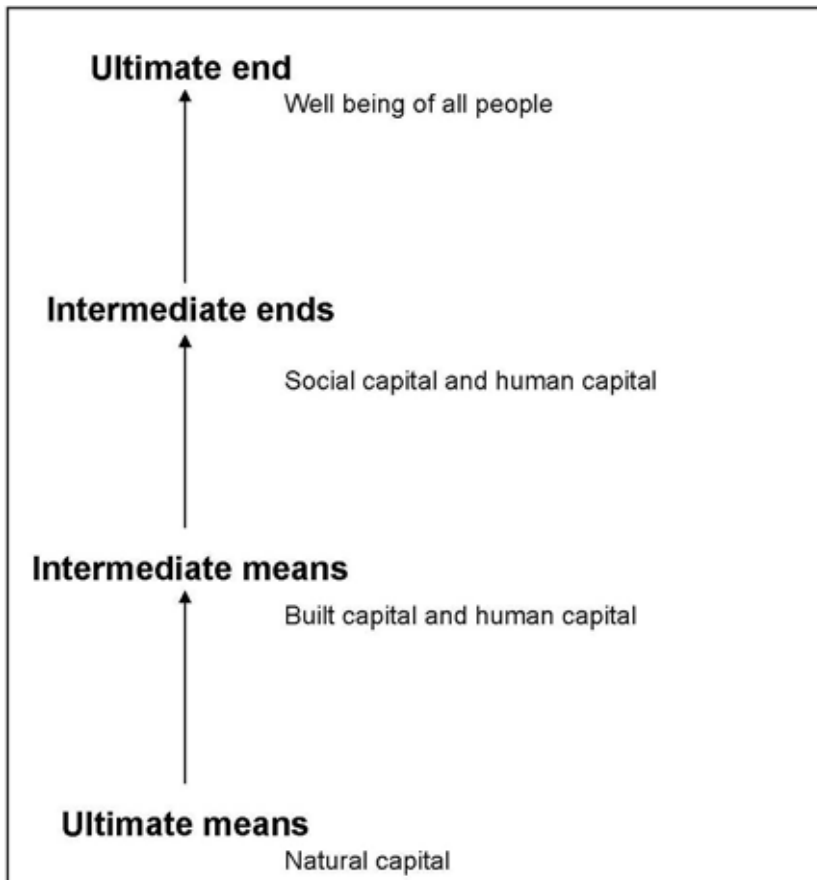 Ultimate end
Well being of all people
Intermediate ends
Social capital and human capital
Intermediate means
Built capital and human capital
Ultimate means
Natural capital